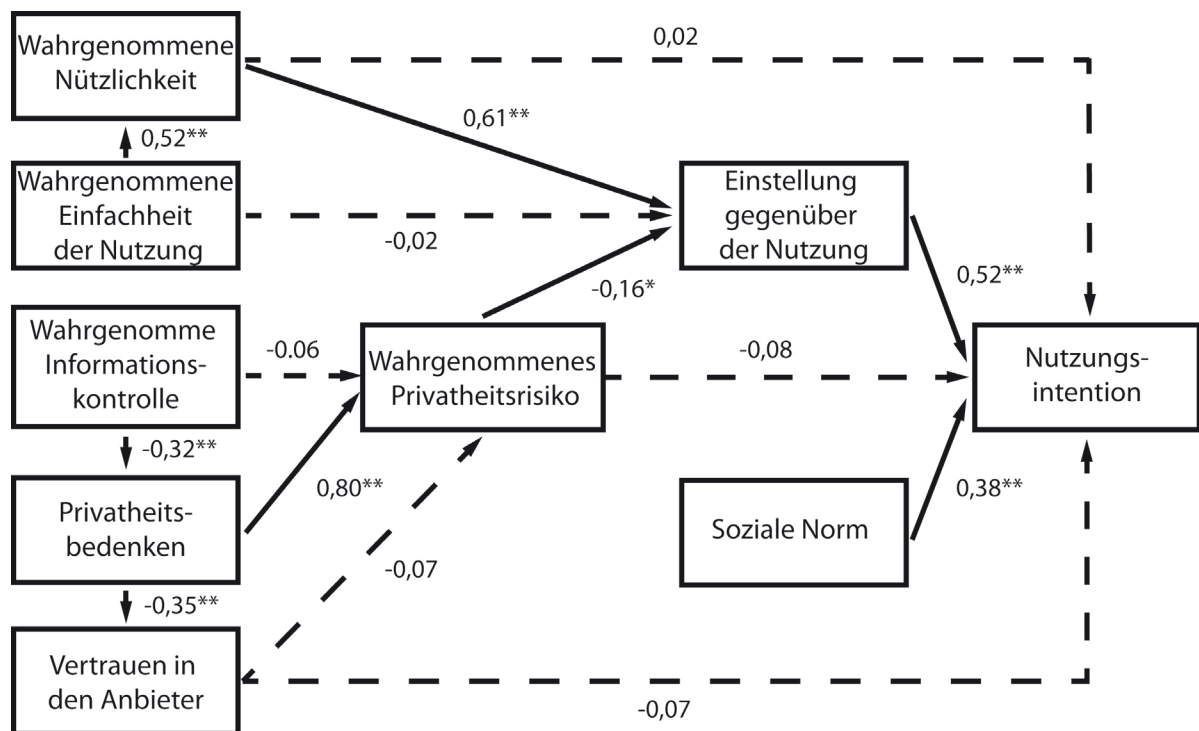 Wahrgenommene
Nützlichkeit
0,02
0,61**
0,52**
Wahrgenommene
Einfachheit
der Nutzung
-0,02
Einstellung
gegenüber
der Nutzung
-0,16*
0,52**
Wahrgenomme
Informations-
kontrolle
-0.06
Wahrgenommenes
Privatheitsrisiko
-0,08
Nutzungs-
intention
-0,32**
Privatheits-
bedenken
0,80**
-0,07
Soziale Norm
0,38**
-0,35**
Vertrauen in
den Anbieter
-0,07